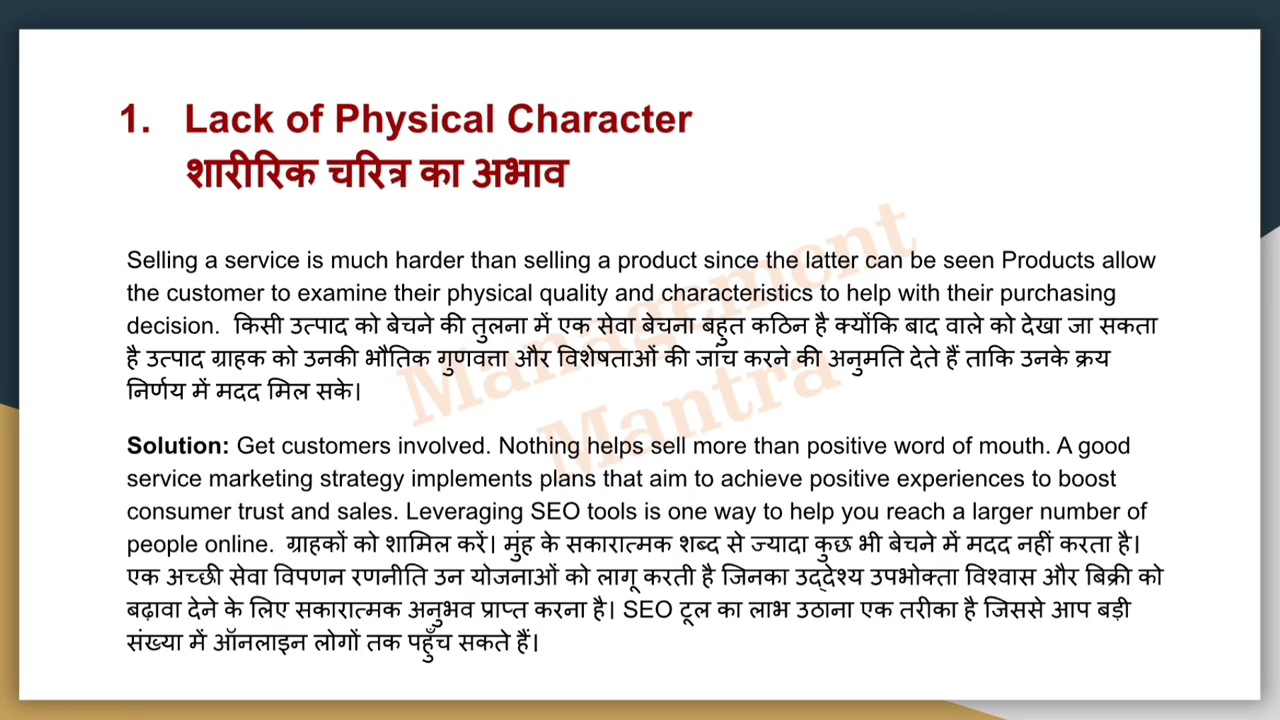 1. Lack of Physical Character
शारीरिक चरित्र का अभाव
Selling a service is much harder than selling a product since the latter can be seen Products allow
the customer to examine their physical quality and characteristics to help with their purchasing
decision. किसी उत्पाद को बेचने की तुलना में एक सेवा बेचना बहुत कठिन है क्योंकि बाद वाले को देखा जा सकता
है उत्पाद ग्राहक को उनकी भौतिक गुणवत्ता और विशेषताओं की जांच करने की अनुमति देते हैं ताकि उनके क्रय
निर्णय में मदद मिल सके।
Management
Mantra
Solution: Get customers involved. Nothing helps sell more than positive word of mouth. A good
service marketing strategy implements plans that aim to achieve positive experiences to boost
consumer trust and sales. Leveraging SEO tools is one way to help you reach a larger number of
people online. ग्राहकों को शामिल करें। मुंह के सकारात्मक शब्द से ज्यादा कुछ भी बेचने में मदद नहीं करता है।
एक अच्छी सेवा विपणन रणनीति उन योजनाओं को लागू करती है जिनका उद्देश्य उपभोक्ता विश्वास और बिक्री को
बढ़ावा देने के लिए सकारात्मक अनुभव प्राप्त करना है। SEO टूल का लाभ उठाना एक तरीका है जिससे आप बड़ी
संख्या में ऑनलाइन लोगों तक पहुँच सकते हैं।